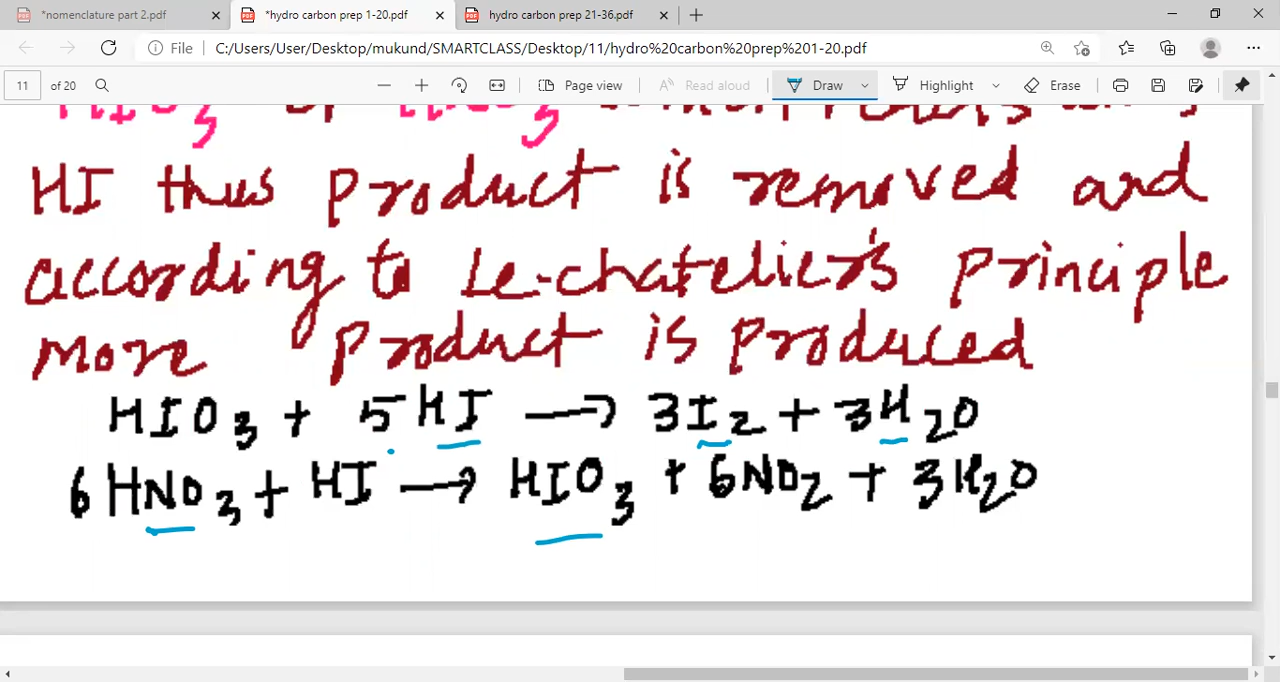 *nomenclature part 2.pdf
*hydro carbon prep 1-20.pdf
hydro carbon prep 21-36.pdf
File
C:/Users/User/Desktop/mukund/SMARTCLASS/Desktop/11/hydro%20carbon%20prep%201-20.pdf
11 of 20
Page view
Read aloud
Draw
Highlight
Erase
HI thus product is removed and
according to Le-chatelier's principle
more product is produced
HIO3 + 5HI → 3I2 + 3H2O
6HNO3 + HI → HIO3 + 6NO2 + 3H2O